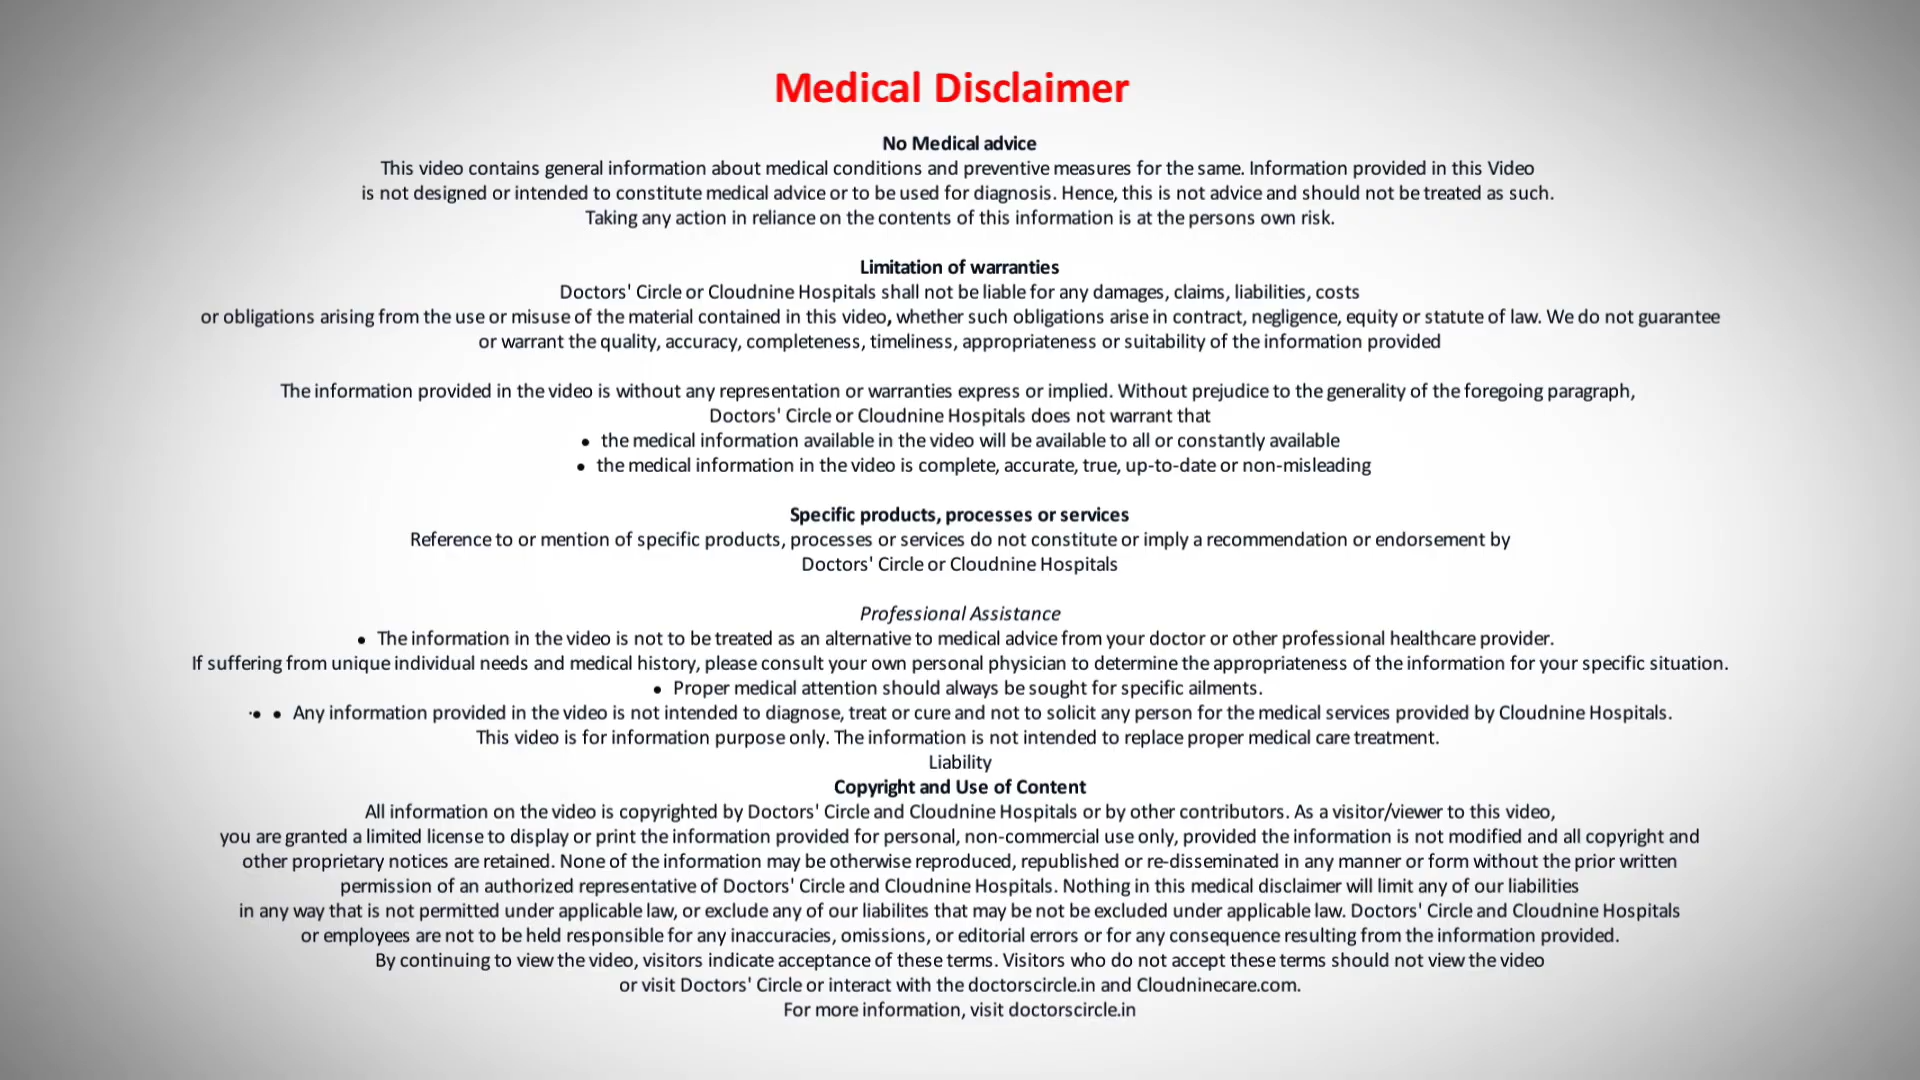 Medical Disclaimer
No Medical advice
This video contains general information about medical conditions and preventive measures for the same. Information provided in this Video
is not designed or intended to constitute medical advice or to be used for diagnosis. Hence, this is not advice and should not be treated as such.
Taking any action in reliance on the contents of this information is at the persons own risk.
Limitation of warranties
Doctors' Circle or Cloudnine Hospitals shall not be liable for any damages, claims, liabilities, costs
or obligations arising from the use or misuse of the material contained in this video, whether such obligations arise in contract, negligence, equity or statute of law. We do not guarantee
or warrant the quality, accuracy, completeness, timeliness, appropriateness or suitability of the information provided
The information provided in the video is without any representation or warranties express or implied. Without prejudice to the generality of the foregoing paragraph,
Doctors' Circle or Cloudnine Hospitals does not warrant that
• the medical information available in the video will be available to all or constantly available
• the medical information in the video is complete, accurate, true, up-to-date or non-misleading
Specific products, processes or services
Reference to or mention of specific products, processes or services do not constitute or imply a recommendation or endorsement by
Doctors' Circle or Cloudnine Hospitals
Professional Assistance
• The information in the video is not to be treated as an alternative to medical advice from your doctor or other professional healthcare provider.
If suffering from unique individual needs and medical history, please consult your own personal physician to determine the appropriateness of the information for your specific situation.
• Proper medical attention should always be sought for specific ailments.
·• • Any information provided in the video is not intended to diagnose, treat or cure and not to solicit any person for the medical services provided by Cloudnine Hospitals.
This video is for information purpose only. The information is not intended to replace proper medical care treatment.
Liability
Copyright and Use of Content
All information on the video is copyrighted by Doctors' Circle and Cloudnine Hospitals or by other contributors. As a visitor/viewer to this video,
you are granted a limited license to display or print the information provided for personal, non-commercial use only, provided the information is not modified and all copyright and
other proprietary notices are retained. None of the information may be otherwise reproduced, republished or re-disseminated in any manner or form without the prior written
permission of an authorized representative of Doctors' Circle and Cloudnine Hospitals. Nothing in this medical disclaimer will limit any of our liabilities
in any way that is not permitted under applicable law, or exclude any of our liabilites that may be not be excluded under applicable law. Doctors' Circle and Cloudnine Hospitals
or employees are not to be held responsible for any inaccuracies, omissions, or editorial errors or for any consequence resulting from the information provided.
By continuing to view the video, visitors indicate acceptance of these terms. Visitors who do not accept these terms should not view the video
or visit Doctors' Circle or interact with the doctorscircle.in and Cloudninecare.com.
For more information, visit doctorscircle.in